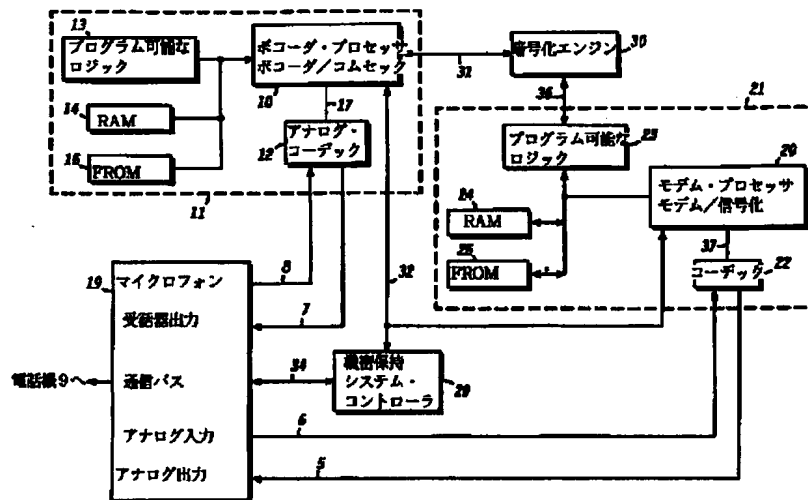 13
プログラム可能な
ロジック
14
RAM
16
FROM
ボコーダ・プロセッサ
ボコーダ/コムセック
10
17
アナログ・
コーデック
12
11
31
暗号化エンジン
30
36
21
プログラム可能な
ロジック
23
24
RAM
25
FROM
20
モデム・プロセッサ
モデム/信号化
37
コーデック
22
19
マイクロフォン
8
受話器出力
7
32
電話機9へ
通信バス
34
機密保持
システム・
コントローラ
29
アナログ入力
6
アナログ出力
5